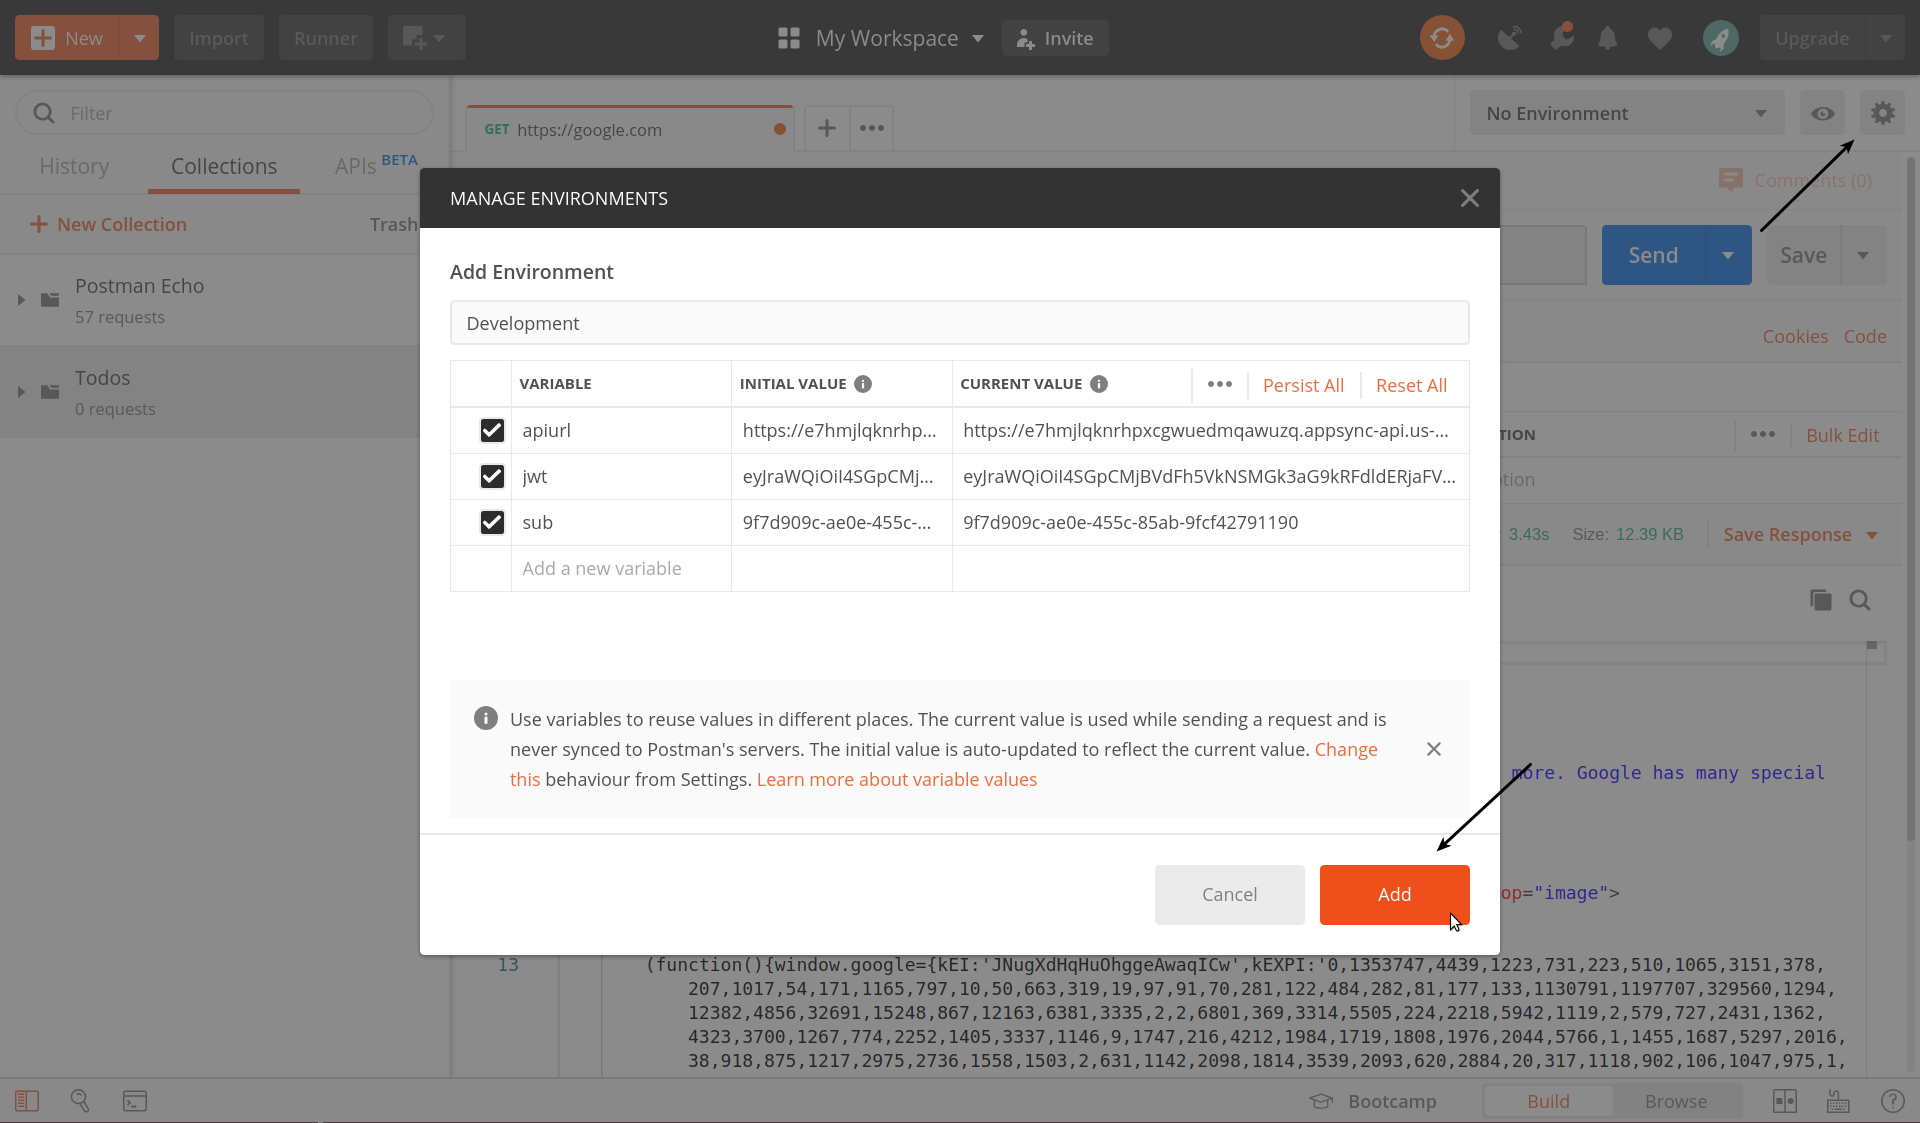 New
Import
Runner
My Workspace
Invite
Upgrade
Filter
GET https://google.com
No Environment
History
Collections
APIs BETA
Comments (0)
New Collection
Trash
Postman Echo
57 requests
Todos
0 requests
MANAGE ENVIRONMENTS
Add Environment
Development
VARIABLE
INITIAL VALUE
CURRENT VALUE
Persist All
Reset All
apiurl
https://e7hmjlqknrhp...
https://e7hmjlqknrhpxcgwuedmqawuzq.appsync-api.us-...
jwt
eyJraWQiOiI4SGpCMj...
eyJraWQiOiI4SGpCMjBVdFh5VkNSMGk3aG9kRFdldERjaFV...
sub
9f7d909c-ae0e-455c-...
9f7d909c-ae0e-455c-85ab-9fcf42791190
Add a new variable
Use variables to reuse values in different places. The current value is used while sending a request and is
never synced to Postman's servers. The initial value is auto-updated to reflect the current value. Change
this behaviour from Settings. Learn more about variable values
Cancel
Add
Send
Save
Cookies
Code
TION
Bulk Edit
tion
3.43s
Size: 12.39 KB
Save Response
more. Google has many special
op="image">
13
(function(){window.google={kEI:'JNugXdHqHuOhggeAwaqICw',kEXPI:'0,1353747,4439,1223,731,223,510,1065,3151,378,
207,1017,54,171,1165,797,10,50,663,319,19,97,91,70,281,122,484,282,81,177,133,1130791,1197707,329560,1294,
12382,4856,32691,15248,867,12163,6381,3335,2,2,6801,369,3314,5505,224,2218,5942,1119,2,579,727,2431,1362,
4323,3700,1267,774,2252,1405,3337,1146,9,1747,216,4212,1984,1719,1808,1976,2044,5766,1,1455,1687,5297,2016,
38,918,875,1217,2975,2736,1558,1503,2,631,1142,2098,1814,3539,2093,620,2884,20,317,1118,902,106,1047,975,1,
Bootcamp
Build
Browse